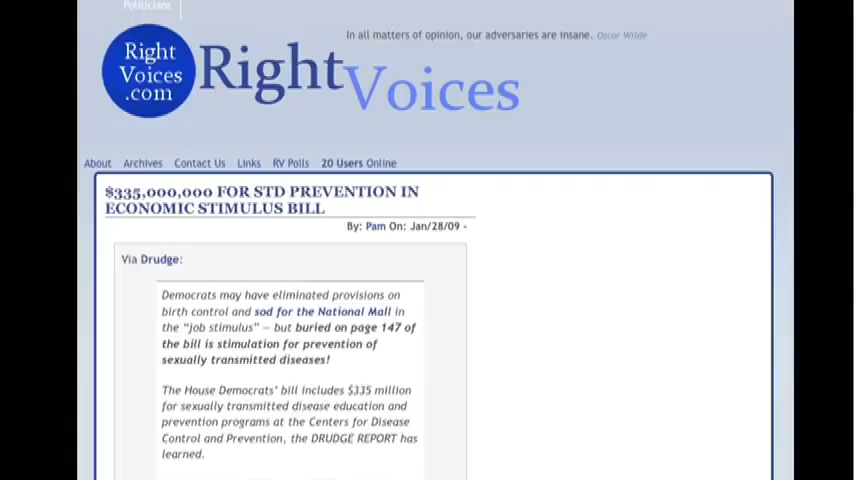 Politicians
In all matters of opinion, our adversaries are insane. Oscar Wilde
Right
Voices
.com
RightVoices
About Archives Contact Us Links RV Polls 20 Users Online
$335,000,000 FOR STD PREVENTION IN
ECONOMIC STIMULUS BILL
By: Pam On: Jan/28/09 -
Via Drudge:
Democrats may have eliminated provisions on
birth control and sod for the National Mall in
the “job stimulus” — but buried on page 147 of
the bill is stimulation for prevention of
sexually transmitted diseases!
The House Democrats’ bill includes $335 million
for sexually transmitted disease education and
prevention programs at the Centers for Disease
Control and Prevention, the DRUDGE REPORT has
learned.